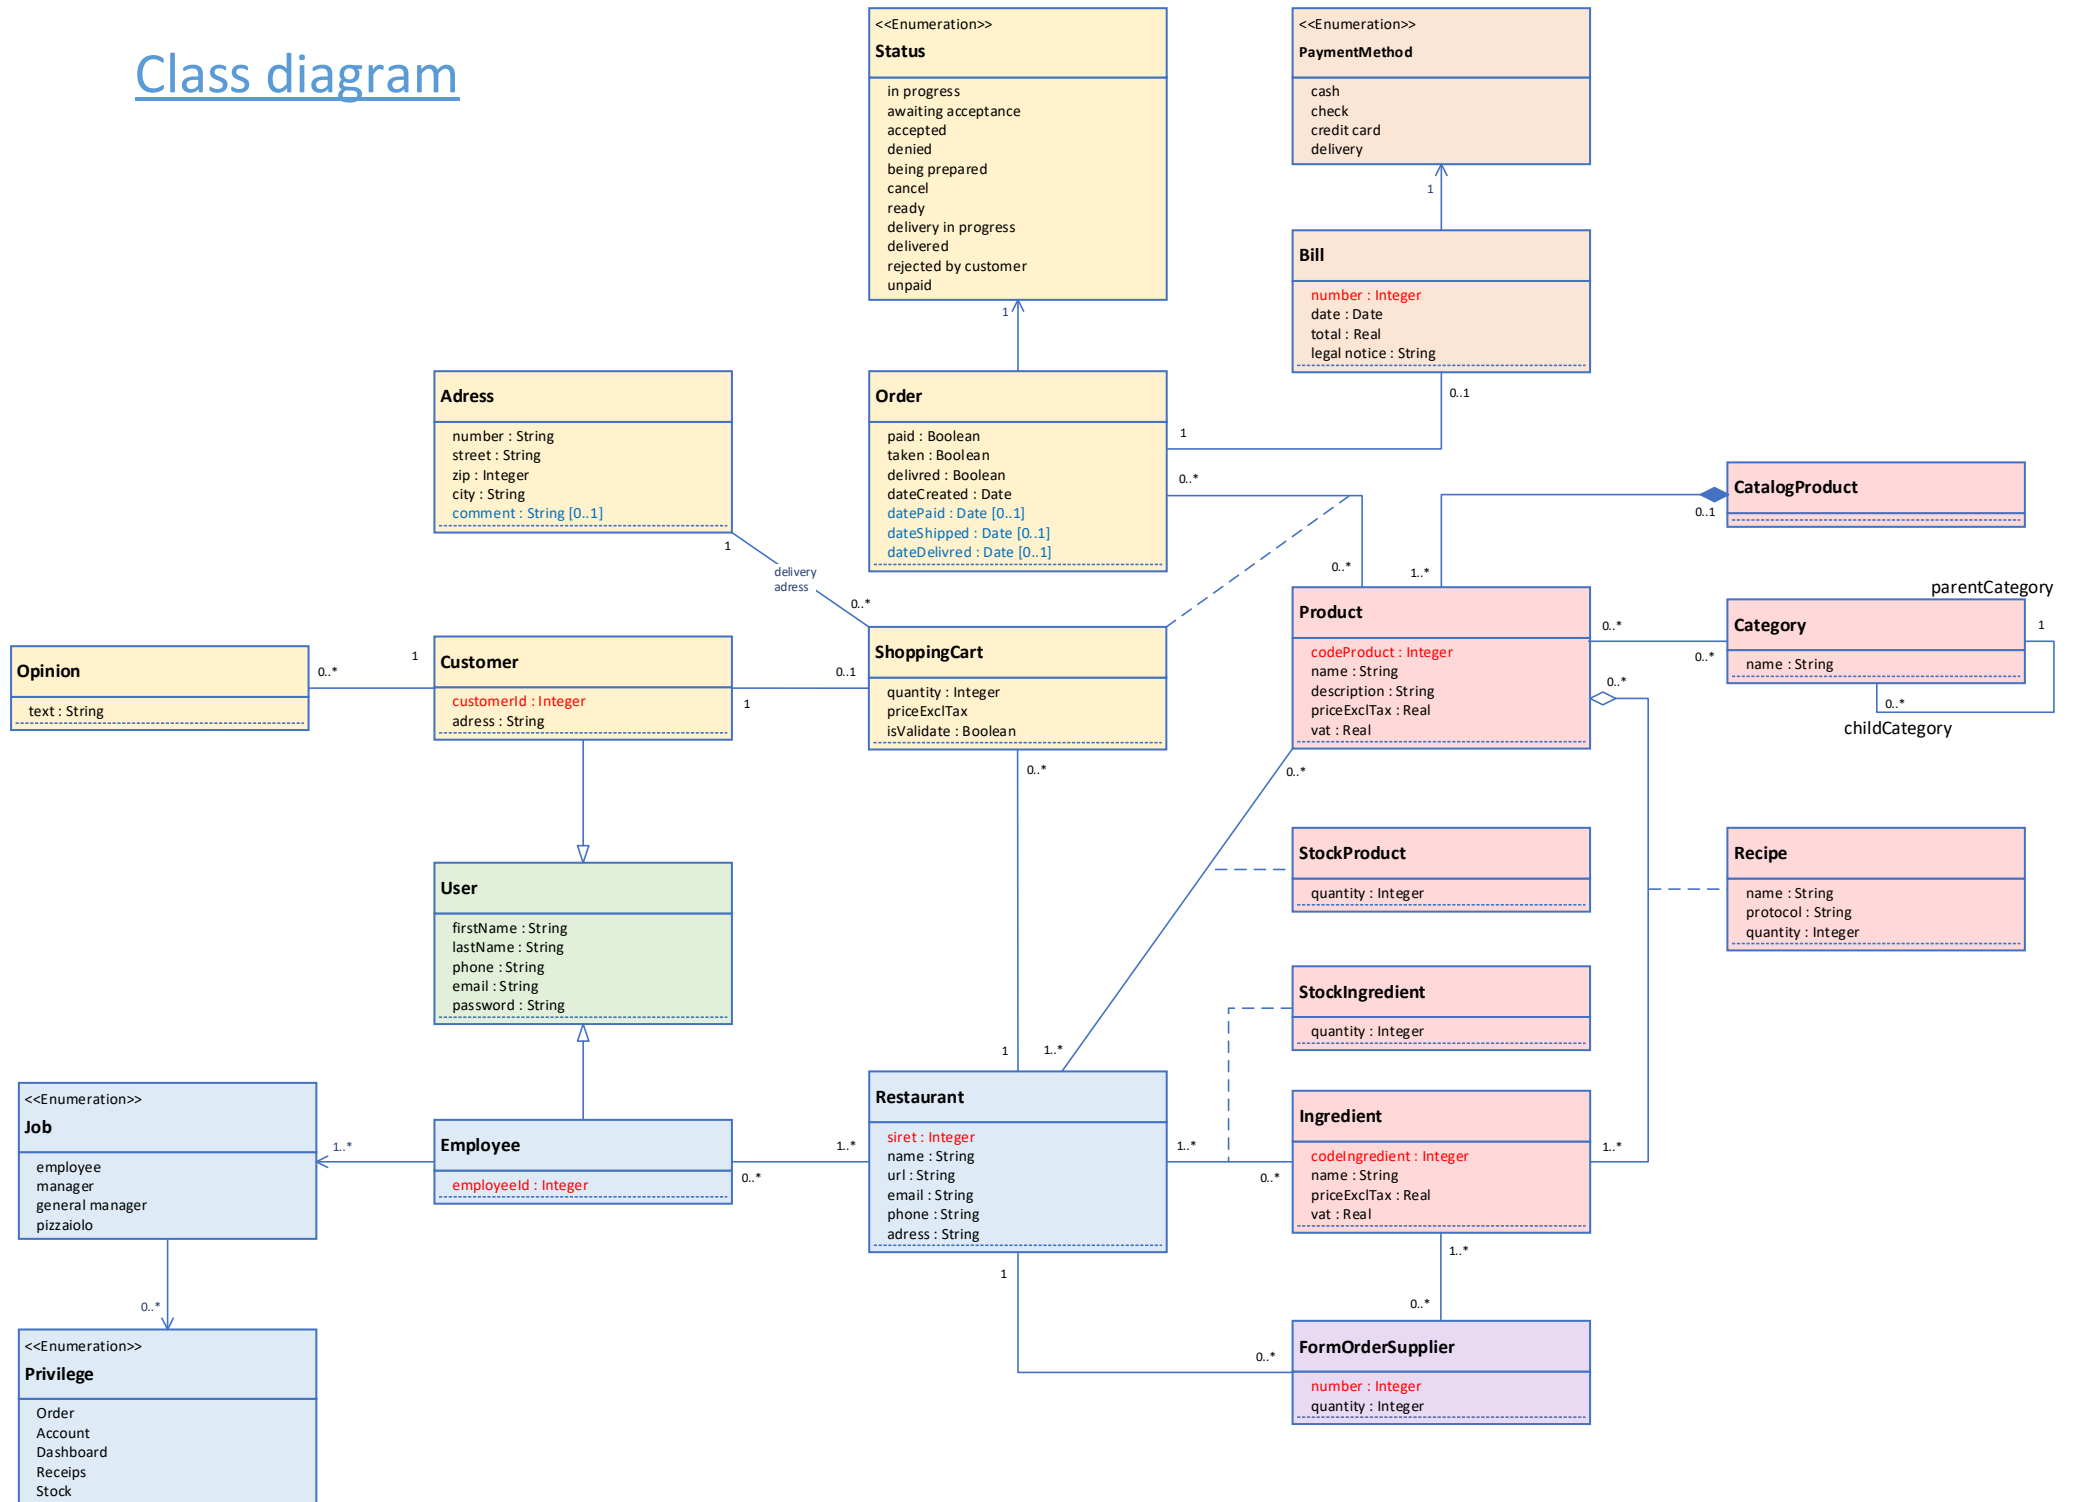 Class diagram
<<Enumeration>>
Status
in progress
awaiting acceptance
accepted
denied
being prepared
cancel
ready
delivery in progress
delivered
rejected by customer
unpaid
1
<<Enumeration>>
PaymentMethod
cash
check
credit card
delivery
1
Bill
number : Integer
date : Date
total : Real
legal notice : String
0..1
Adress
number : String
street : String
zip : Integer
city : String
comment : String [0..1]
1
delivery
adress
0..*
Order
paid : Boolean
taken : Boolean
delivred : Boolean
dateCreated : Date
datePaid : Date [0..1]
dateShipped : Date [0..1]
dateDelivred : Date [0..1]
1
0..*
0..*
CatalogProduct
0..1
1..*
Opinion
text : String
0..*
1
Customer
customerId : Integer
adress : String
1
0..1
ShoppingCart
quantity : Integer
priceExclTax
isValidate : Boolean
0..*
1
Product
codeProduct : Integer
name : String
description : String
priceExclTax : Real
vat : Real
0..*
0..*
0..*
0..*
parentCategory
Category
name : String
1
0..*
childCategory
User
firstName : String
lastName : String
phone : String
email : String
password : String
StockProduct
quantity : Integer
Recipe
name : String
protocol : String
quantity : Integer
StockIngredient
quantity : Integer
1..*
<<Enumeration>>
Job
employee
manager
general manager
pizzaiolo
1..*
Employee
employeeId : Integer
0..*
1..*
Restaurant
siret : Integer
name : String
url : String
email : String
phone : String
adress : String
1..*
0..*
1
Ingredient
codeIngredient : Integer
name : String
priceExclTax : Real
vat : Real
1..*
1..*
0..*
0..*
FormOrderSupplier
number : Integer
quantity : Integer
0..*
<<Enumeration>>
Privilege
Order
Account
Dashboard
Receips
Stock